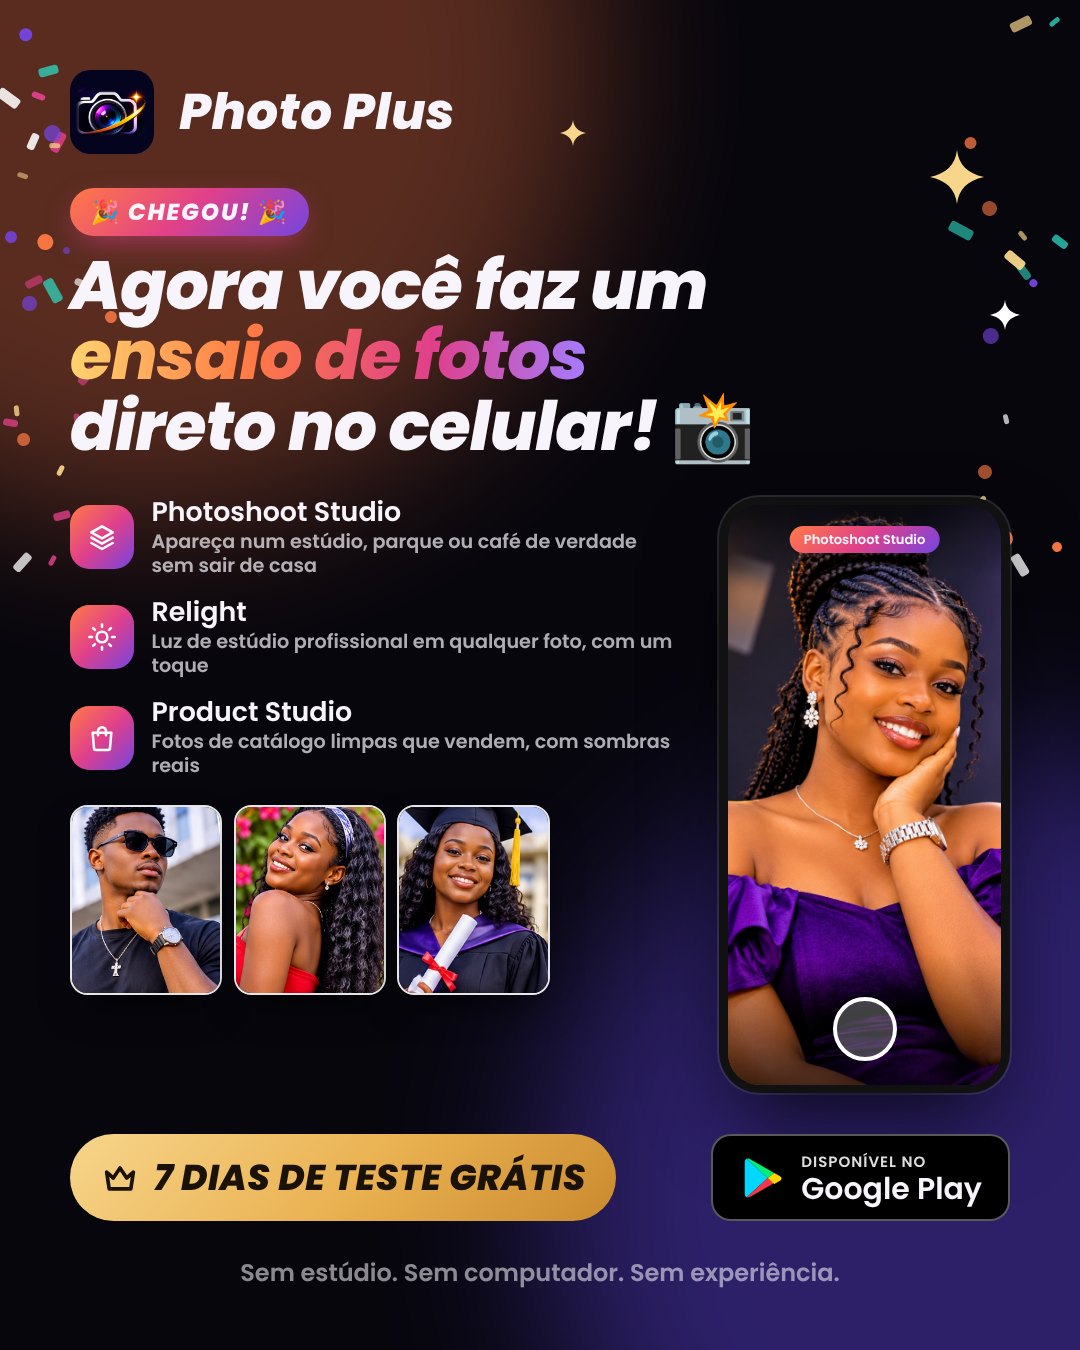 Photo Plus
🎉 CHEGOU! 🎉
Agora você faz um
ensaio de fotos
direto no celular! 📸
Photoshoot Studio
Apareça num estúdio, parque ou café de verdade
sem sair de casa
Relight
Luz de estúdio profissional em qualquer foto, com um
toque
Product Studio
Fotos de catálogo limpas que vendem, com sombras
reais
Photoshoot Studio
7 DIAS DE TESTE GRÁTIS
DISPONÍVEL NO
Google Play
Sem estúdio. Sem computador. Sem experiência.